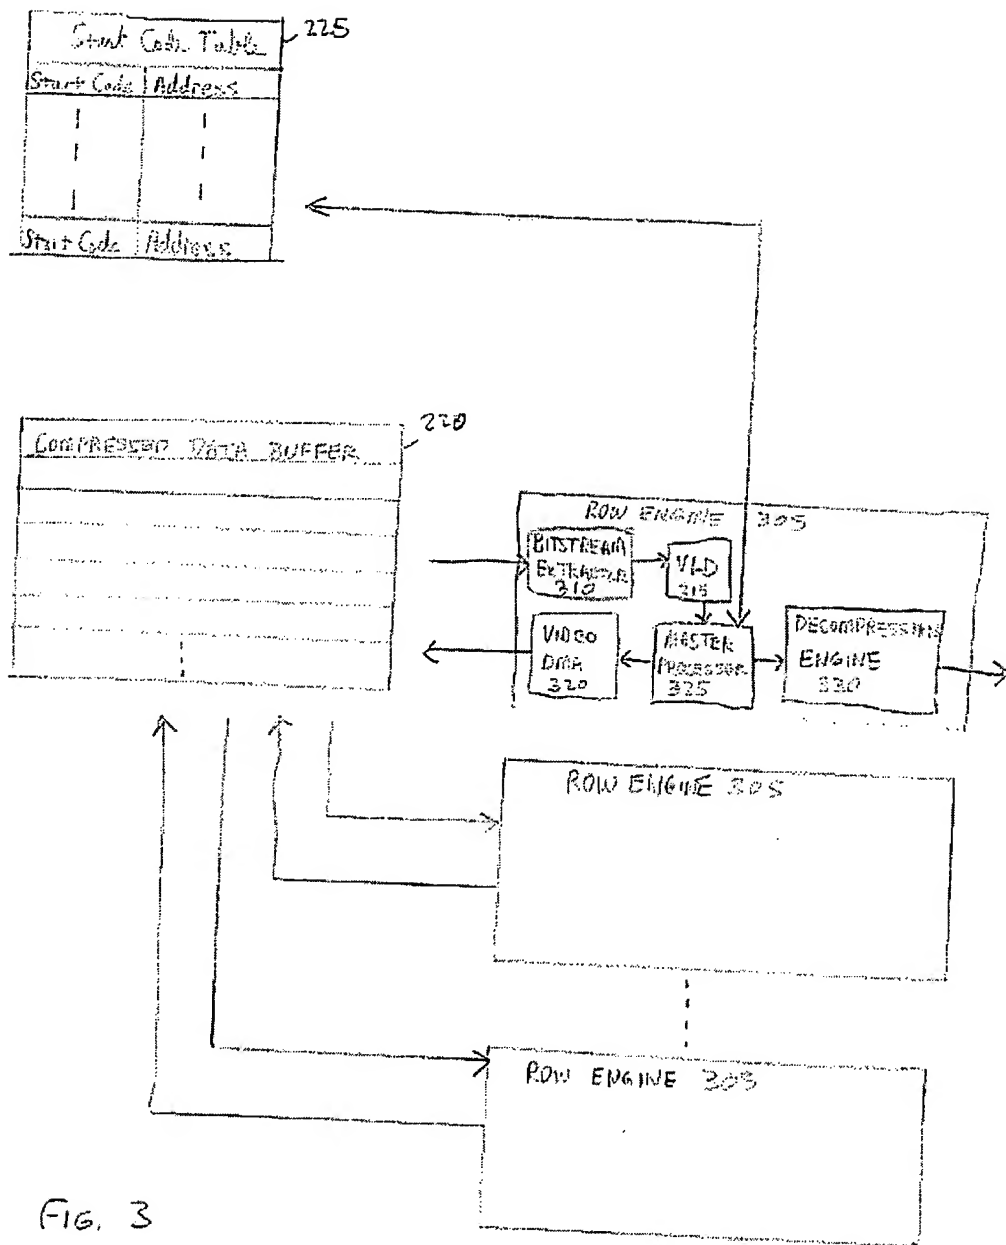 225
Start Code Table
Start Code Address
Start Code Address
220
COMPRESSED DATA BUFFER
ROW ENGINE 305
BITSTREAM
EXTRACTOR
310
VLD
315
VIDEO
DMA
320
MASTER
PROCESSOR
325
DECOMPRESSION
ENGINE
330
ROW ENGINE 305
ROW ENGINE 305
FIG. 3